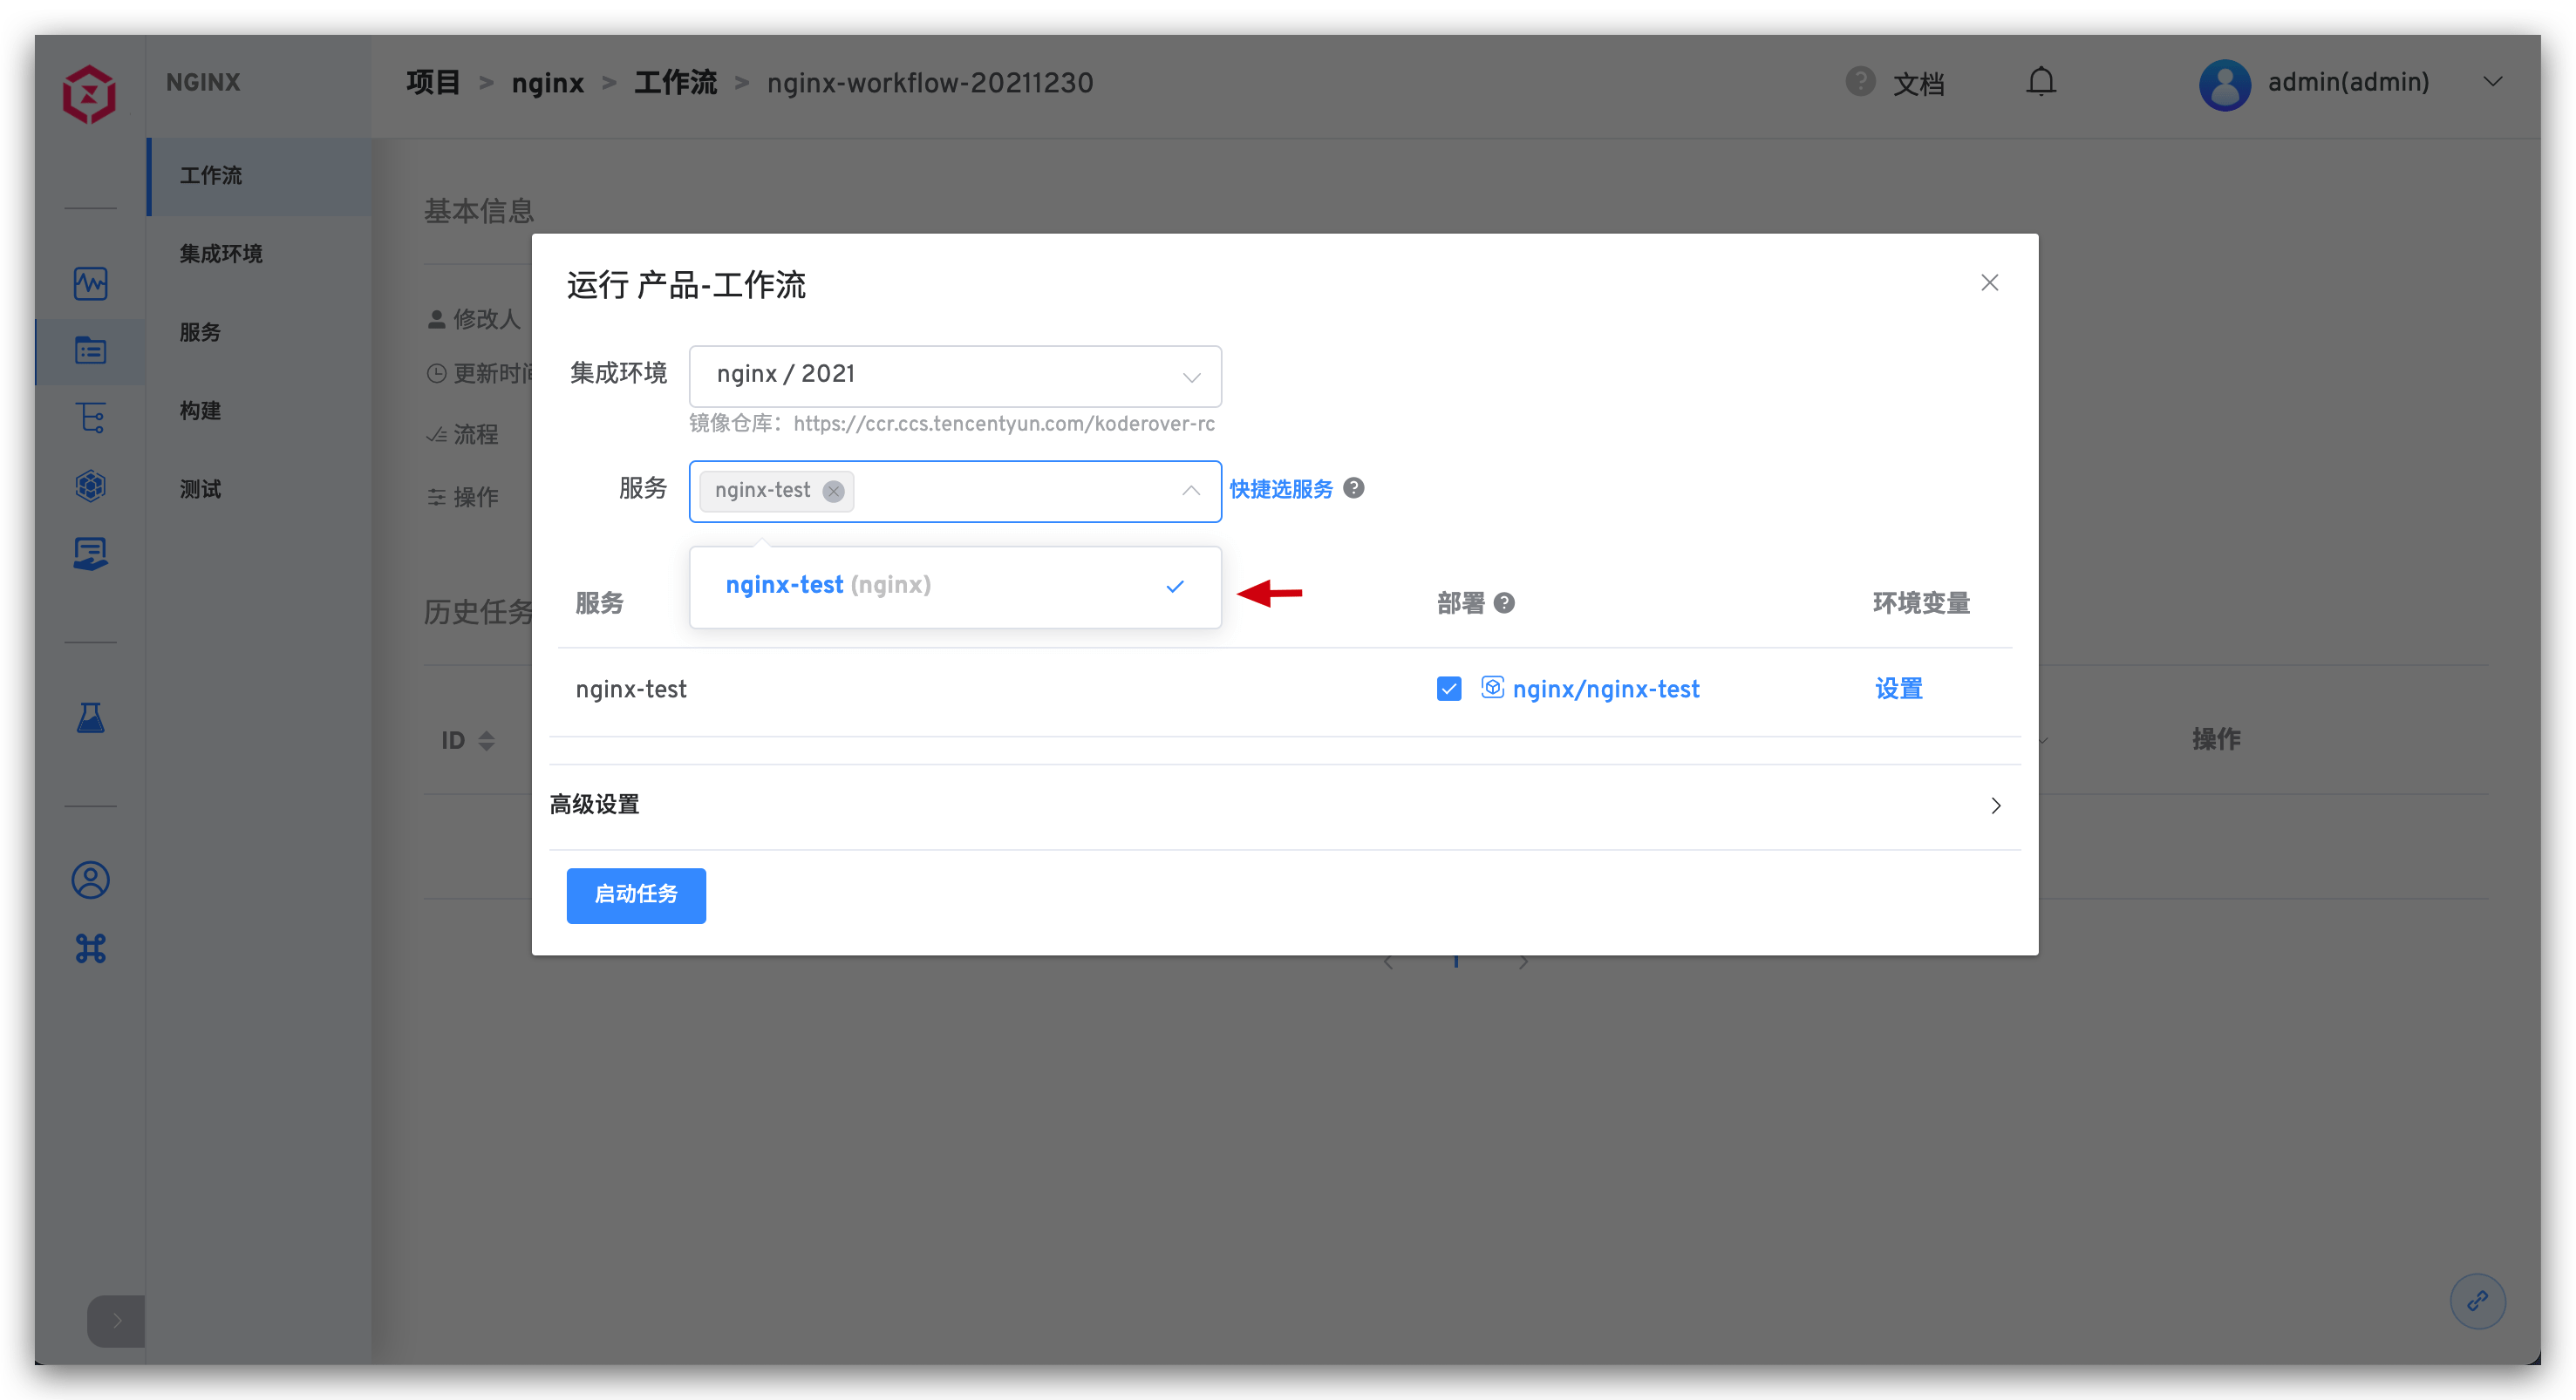 NGINX
项目 > nginx > 工作流 > nginx-workflow-20211230
文档
admin(admin)
工作流
集成环境
服务
构建
测试
基本信息
修改人
更新时间
流程
操作
历史任务
ID
操作
运行 产品-工作流
集成环境
nginx / 2021
镜像仓库：https://ccr.ccs.tencentyun.com/koderover-rc
服务
nginx-test
快捷选服务
nginx-test (nginx)
服务
部署
环境变量
nginx-test
nginx/nginx-test
设置
高级设置
启动任务